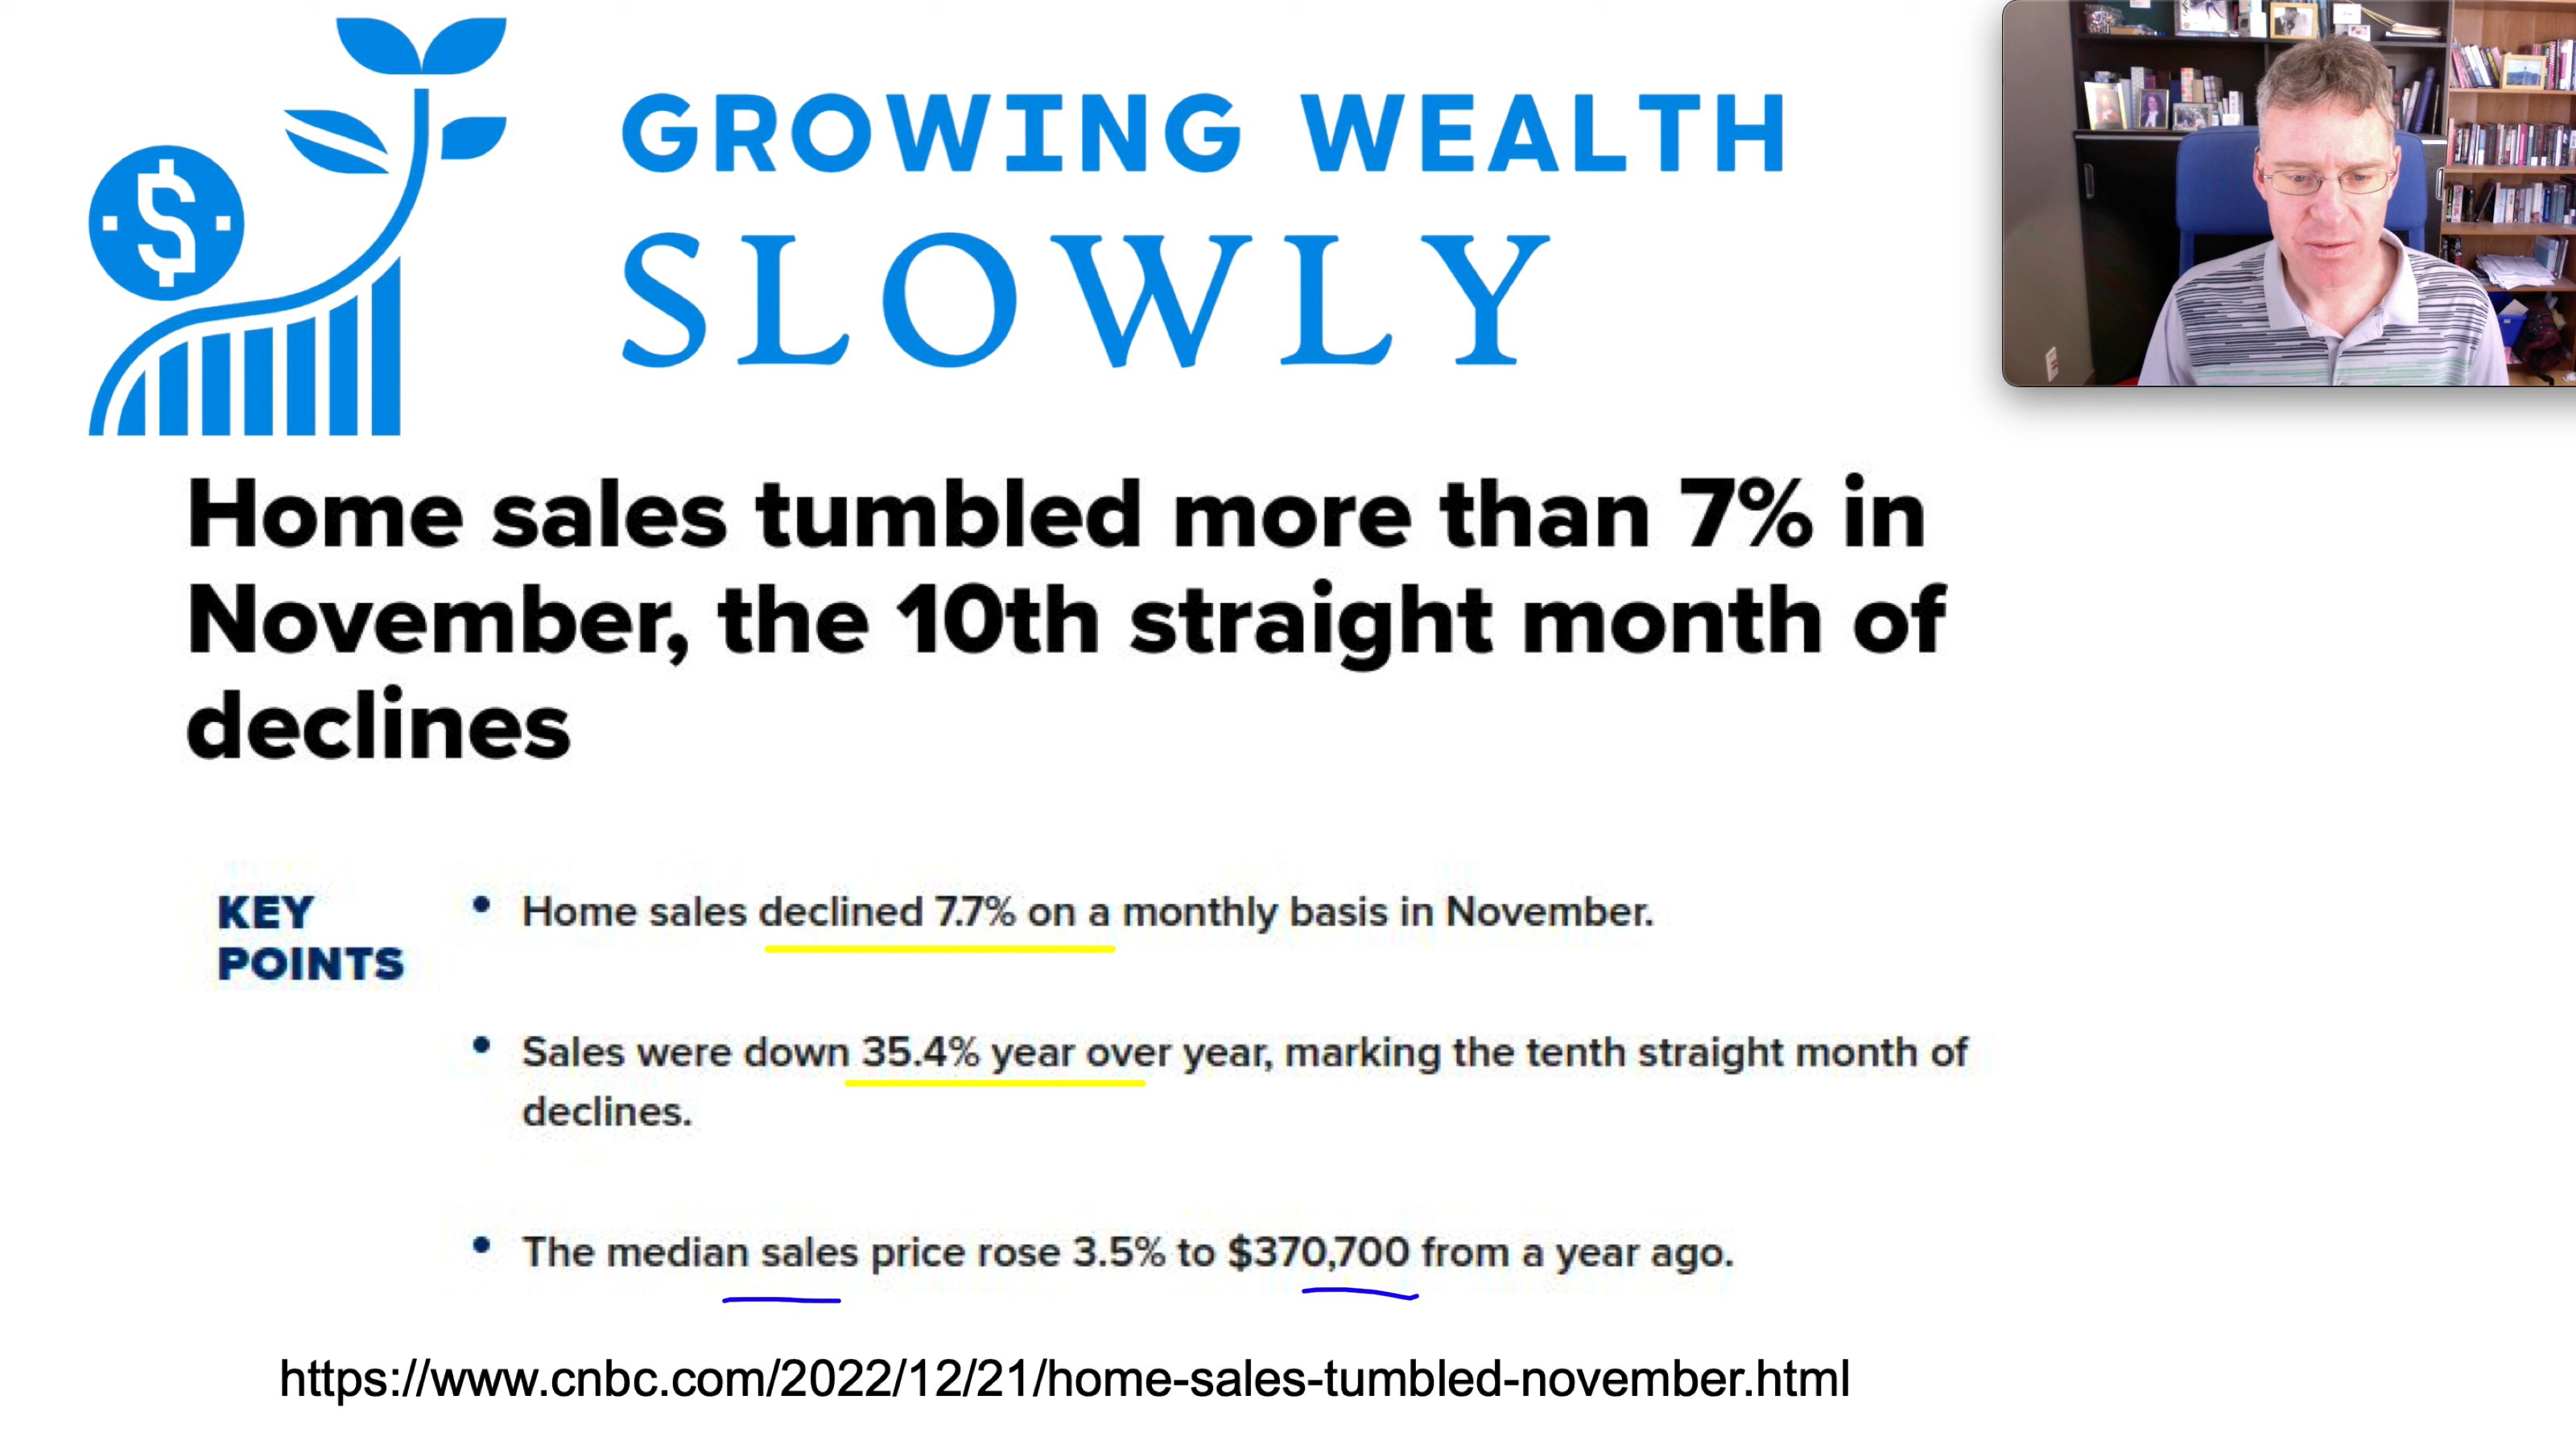 GROWING WEALTH
SLOWLY
Home sales tumbled more than 7% in
November, the 10th straight month of
declines
KEY
POINTS
• Home sales declined 7.7% on a monthly basis in November.
• Sales were down 35.4% year over year, marking the tenth straight month of
declines.
• The median sales price rose 3.5% to $370,700 from a year ago.
https://www.cnbc.com/2022/12/21/home-sales-tumbled-november.html